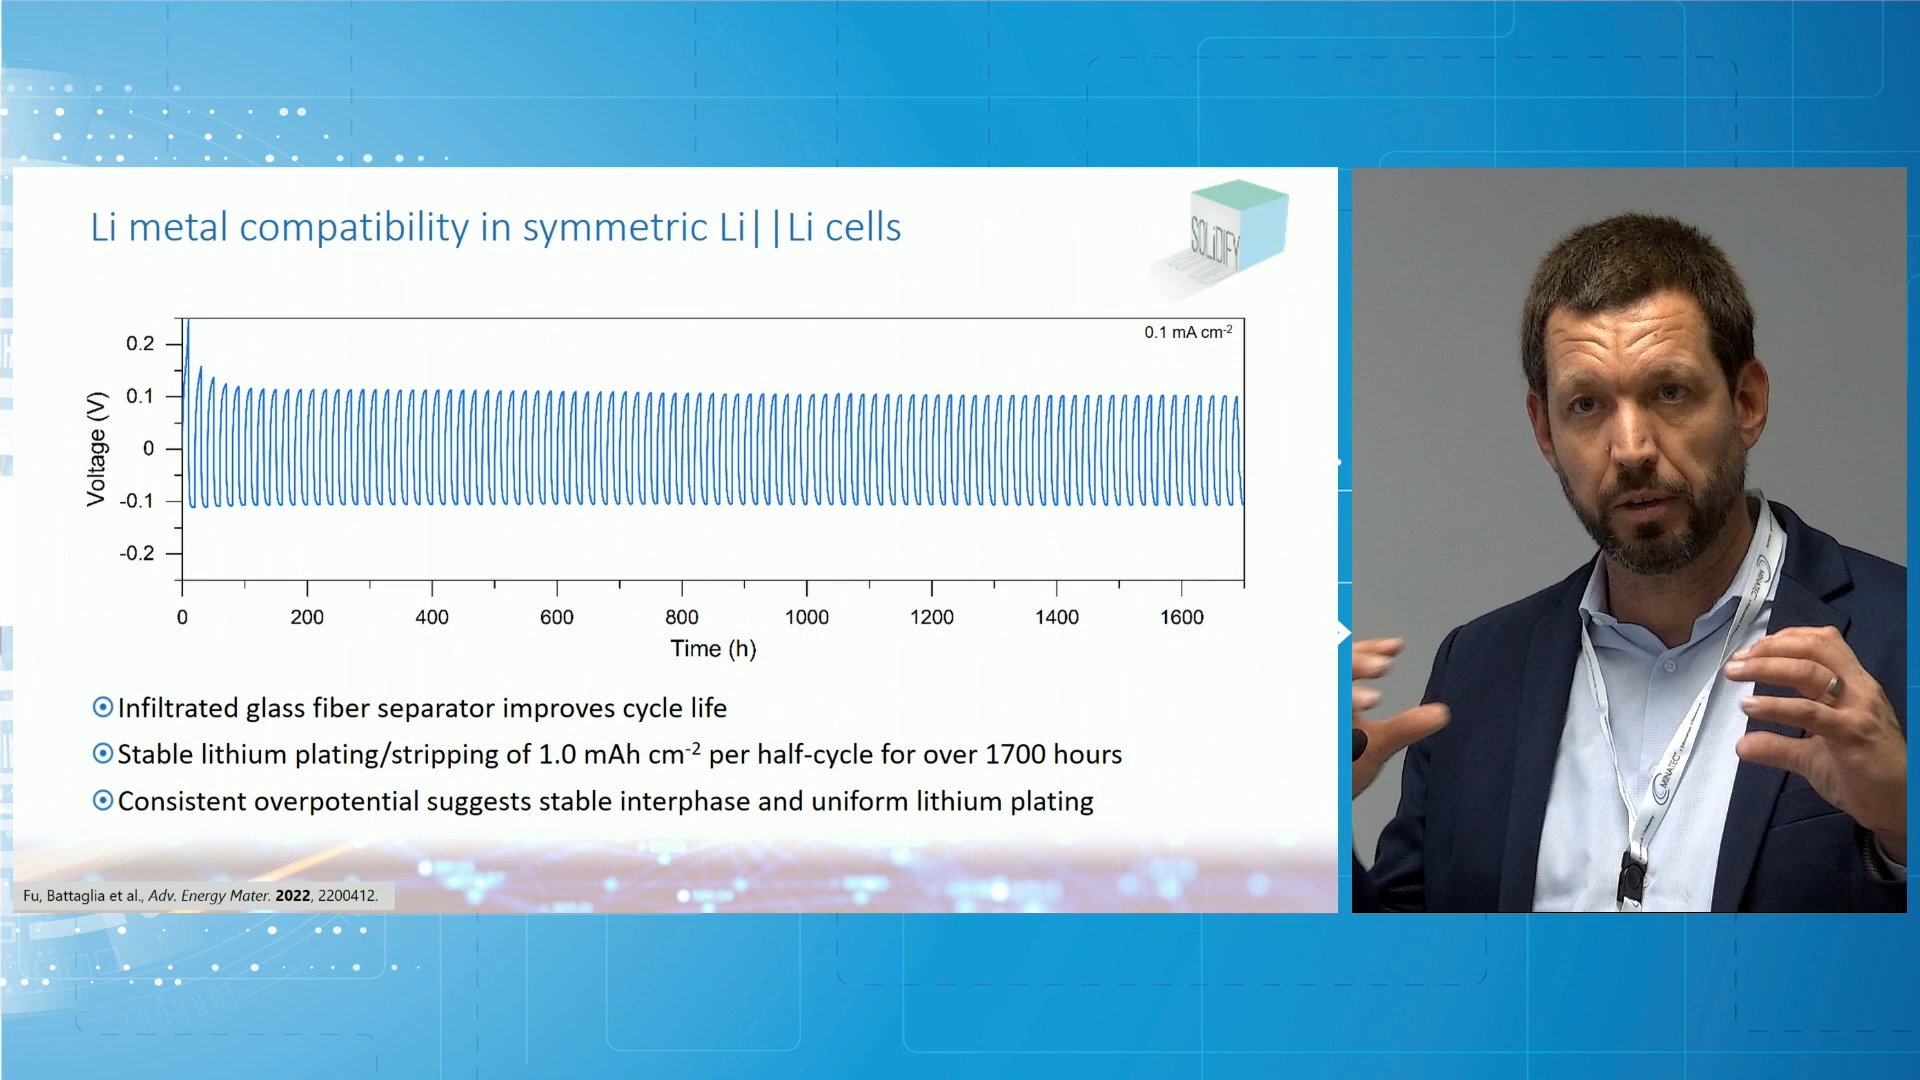 Li metal compatibility in symmetric Li||Li cells
SOLiDIFY
0.1 mA cm-2
Voltage (V)
0.2
0.1
0
-0.1
-0.2
0 200 400 600 800 1000 1200 1400 1600
Time (h)
Infiltrated glass fiber separator improves cycle life
Stable lithium plating/stripping of 1.0 mAh cm-2 per half-cycle for over 1700 hours
Consistent overpotential suggests stable interphase and uniform lithium plating
Fu, Battaglia et al., Adv. Energy Mater. 2022, 2200412.
MINATEC
MINATEC